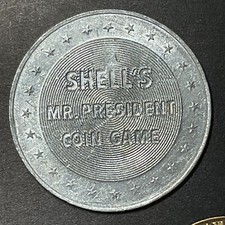 SHELL'S
MR. PRESIDENT
COIN GAME